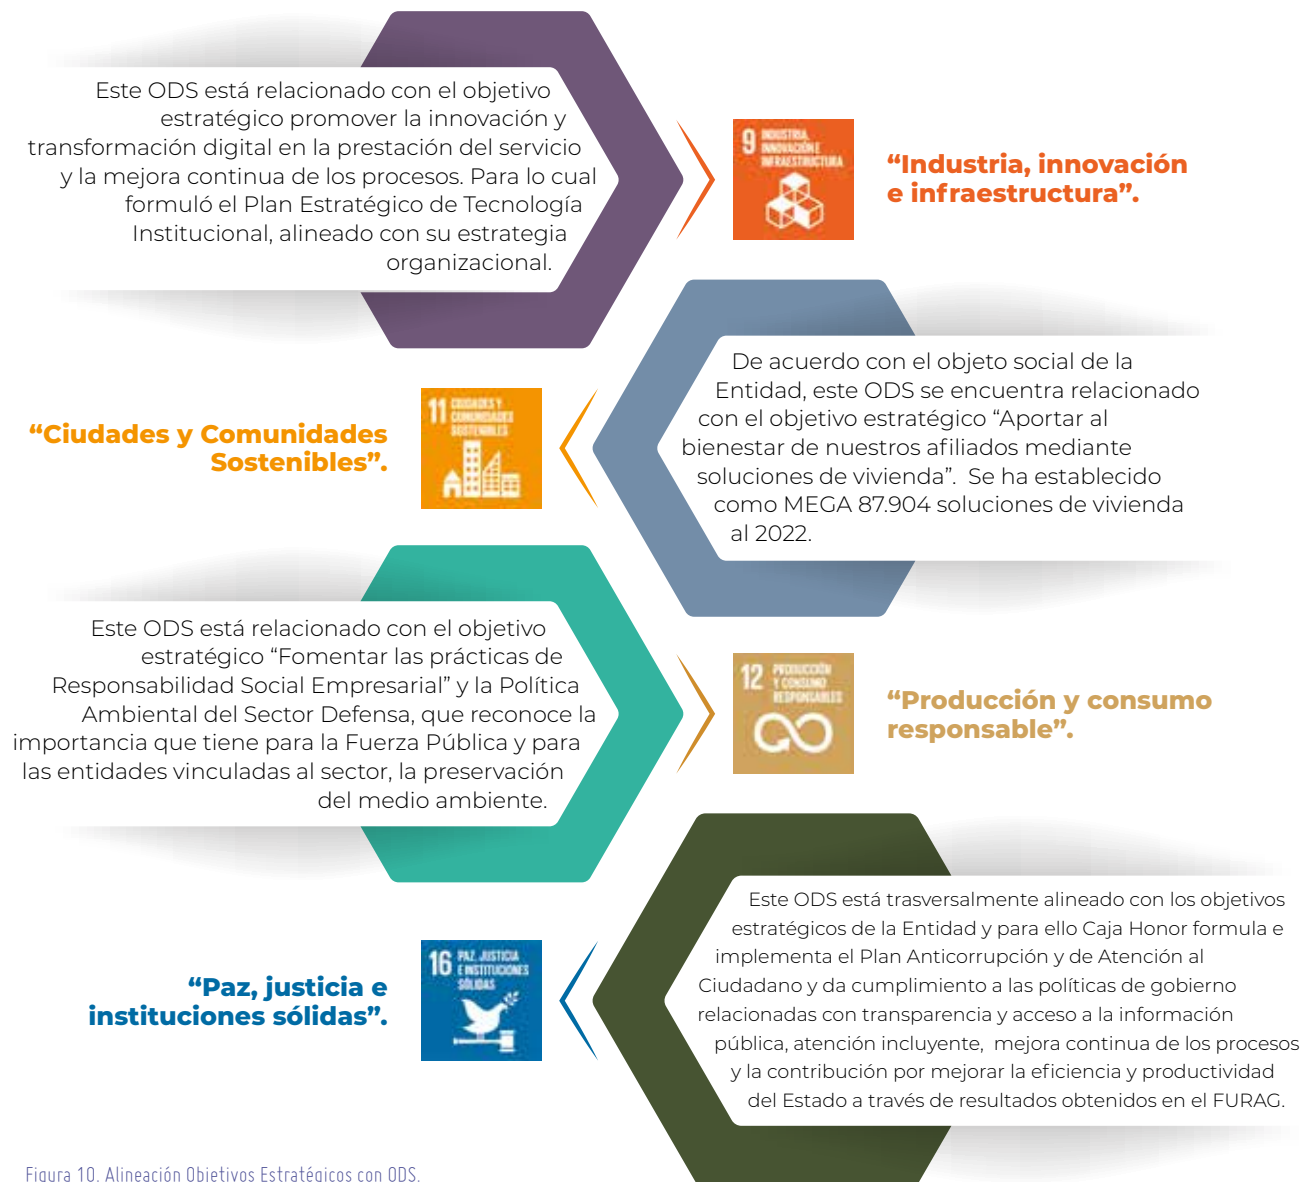 Este ODS está relacionado con el objetivo
estratégico promover la innovación y
transformación digital en la prestación del servicio
y la mejora continua de los procesos. Para lo cual
formuló el Plan Estratégico de Tecnología
Institucional, alineado con su estrategia
organizacional.
9 INDUSTRIA,
INNOVACIÓN E
INFRAESTRUCTURA
“Industria, innovación
e infraestructura”.
De acuerdo con el objeto social de la
Entidad, este ODS se encuentra relacionado
con el objetivo estratégico “Aportar al
bienestar de nuestros afiliados mediante
soluciones de vivienda”. Se ha establecido
como MEGA 87.904 soluciones de vivienda
al 2022.
11 CIUDADES Y
COMUNIDADES
SOSTENIBLES
“Ciudades y Comunidades
Sostenibles”.
Este ODS está relacionado con el objetivo
estratégico “Fomentar las prácticas de
Responsabilidad Social Empresarial” y la Política
Ambiental del Sector Defensa, que reconoce la
importancia que tiene para la Fuerza Pública y para
las entidades vinculadas al sector, la preservación
del medio ambiente.
12 PRODUCCIÓN
Y CONSUMO
RESPONSABLES
“Producción y consumo
responsable”.
Este ODS está trasversalmente alineado con los objetivos
estratégicos de la Entidad y para ello Caja Honor formula e
implementa el Plan Anticorrupción y de Atención al
Ciudadano y da cumplimiento a las políticas de gobierno
relacionadas con transparencia y acceso a la información
pública, atención incluyente, mejora continua de los procesos
y la contribución por mejorar la eficiencia y productividad
del Estado a través de resultados obtenidos en el FURAG.
16 PAZ, JUSTICIA
E INSTITUCIONES
SÓLIDAS
“Paz, justicia e
instituciones sólidas”.
Figura 10. Alineación Objetivos Estratégicos con ODS.